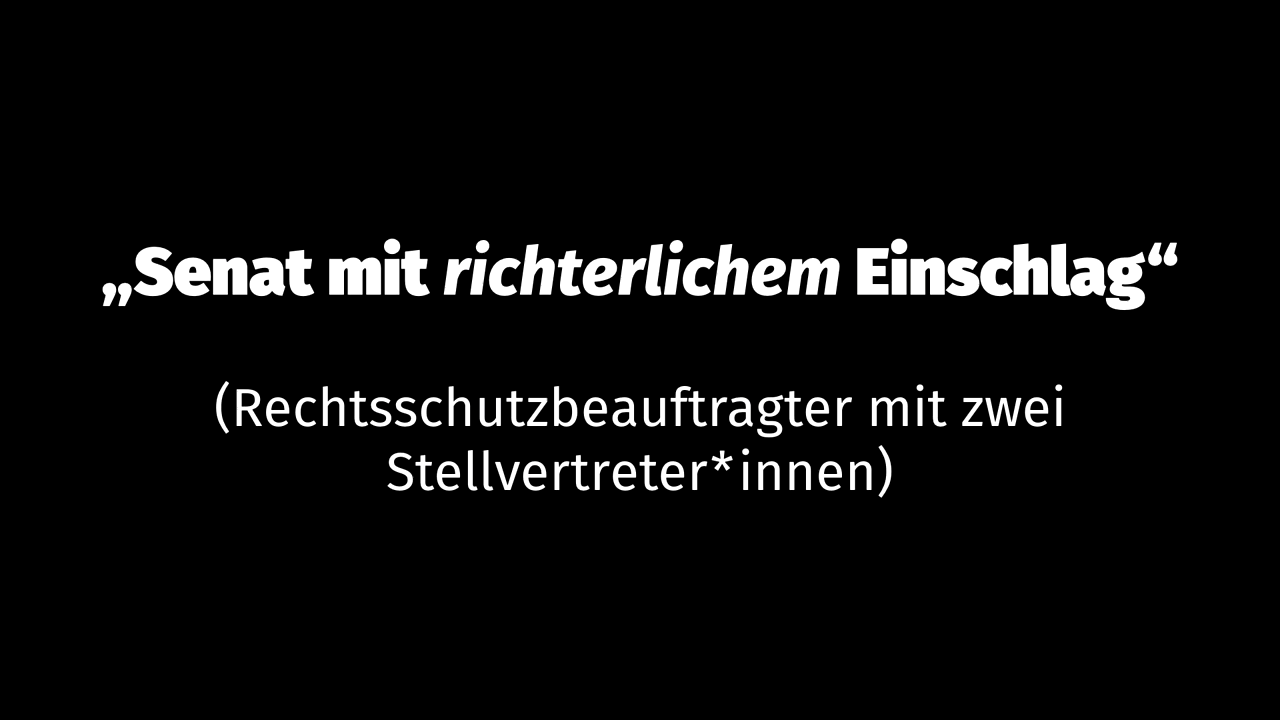 „Senat mit richterlichem Einschlag“
(Rechtsschutzbeauftragter mit zwei
Stellvertreter*innen)